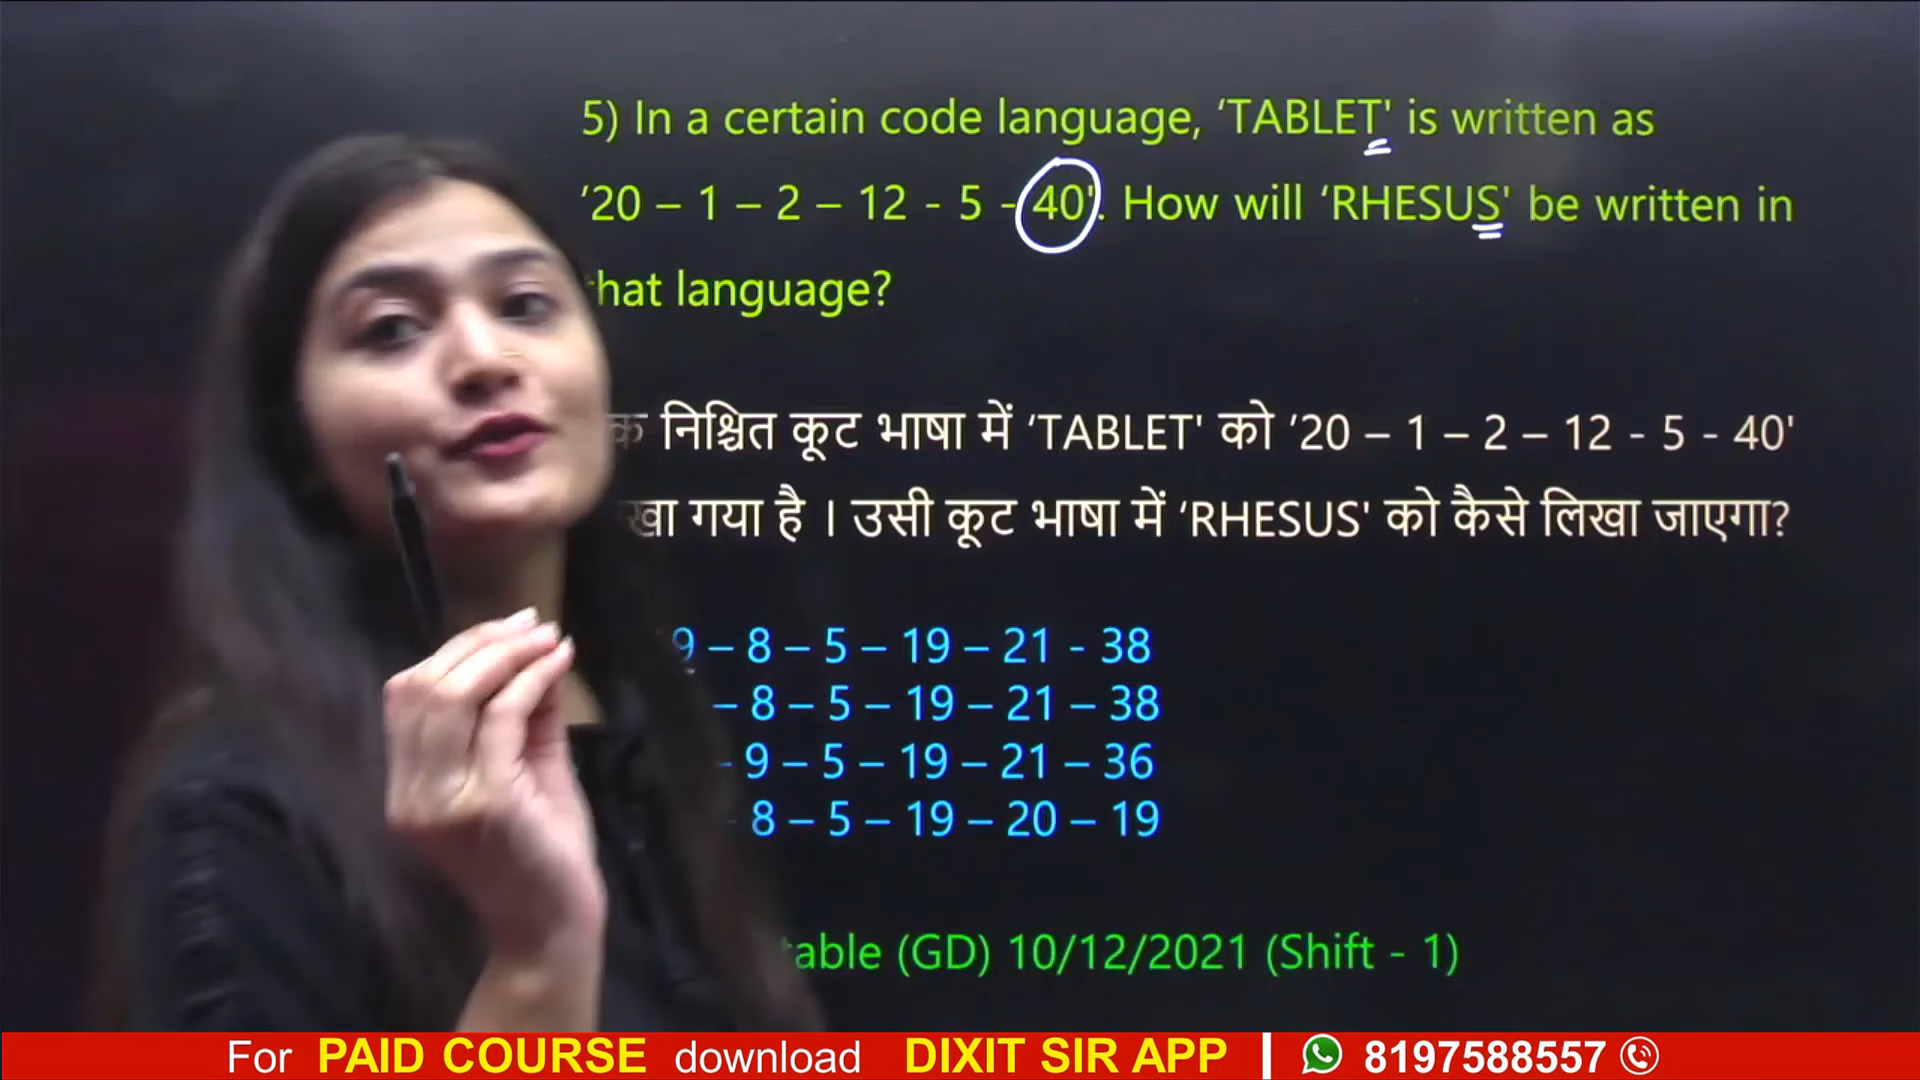 5) In a certain code language, ‘TABLET' is written as
'20 – 1 – 2 – 12 - 5 - 40'. How will ‘RHESUS' be written in
that language?
निश्चित कूट भाषा में ‘TABLET' को '20 – 1 – 2 – 12 - 5 - 40'
गया है । उसी कूट भाषा में ‘RHESUS' को कैसे लिखा जाएगा?
9 – 8 – 5 – 19 – 21 - 38
– 8 – 5 – 19 – 21 – 38
- 9 – 5 – 19 – 21 – 36
- 8 – 5 – 19 – 20 – 19
table (GD) 10/12/2021 (Shift - 1)
For PAID COURSE download DIXIT SIR APP | 8197588557